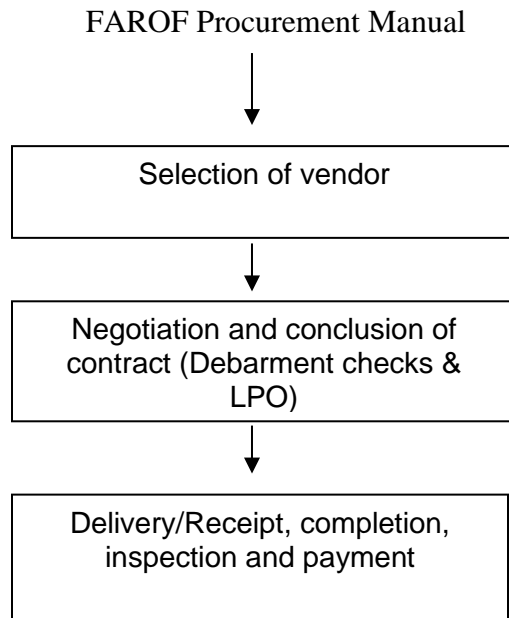 FAROF Procurement Manual
Selection of vendor
Negotiation and conclusion of
contract (Debarment checks &
LPO)
Delivery/Receipt, completion,
inspection and payment